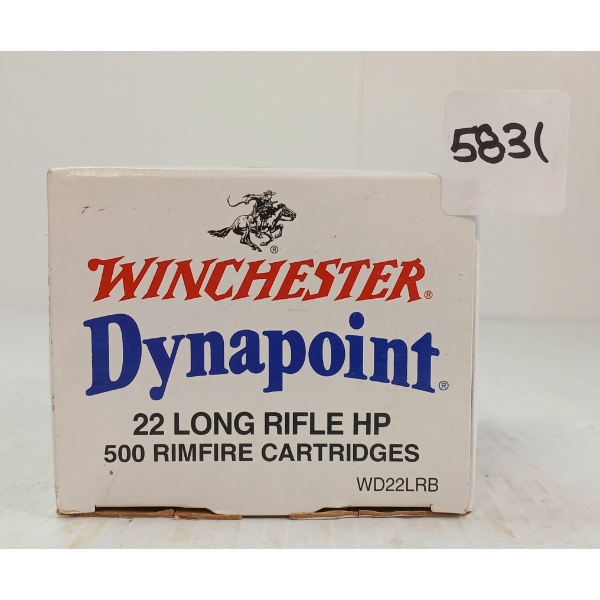 5831
WINCHESTER®
Dynapoint®
22 LONG RIFLE HP
500 RIMFIRE CARTRIDGES
WD22LRB